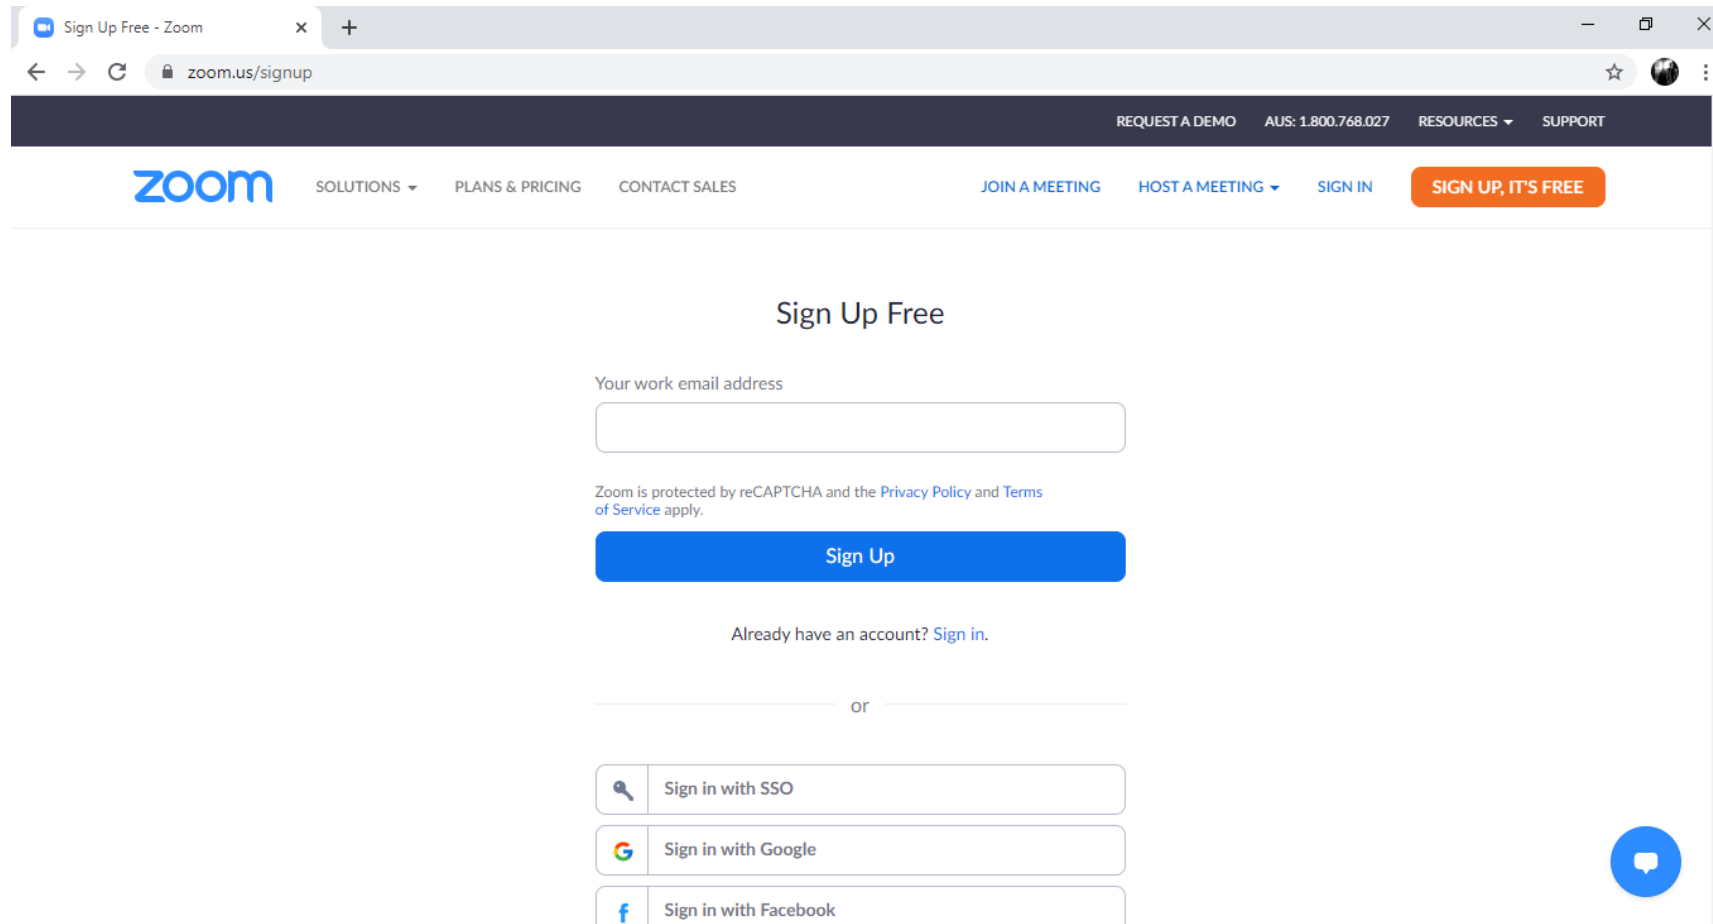 Sign Up Free - Zoom
zoom.us/signup
REQUEST A DEMO AUS: 1.800.768.027 RESOURCES SUPPORT
zoom SOLUTIONS PLANS & PRICING CONTACT SALES JOIN A MEETING HOST A MEETING SIGN IN SIGN UP, IT'S FREE
Sign Up Free
Your work email address
Zoom is protected by reCAPTCHA and the Privacy Policy and Terms
of Service apply.
Sign Up
Already have an account? Sign in.
or
Sign in with SSO
Sign in with Google
Sign in with Facebook